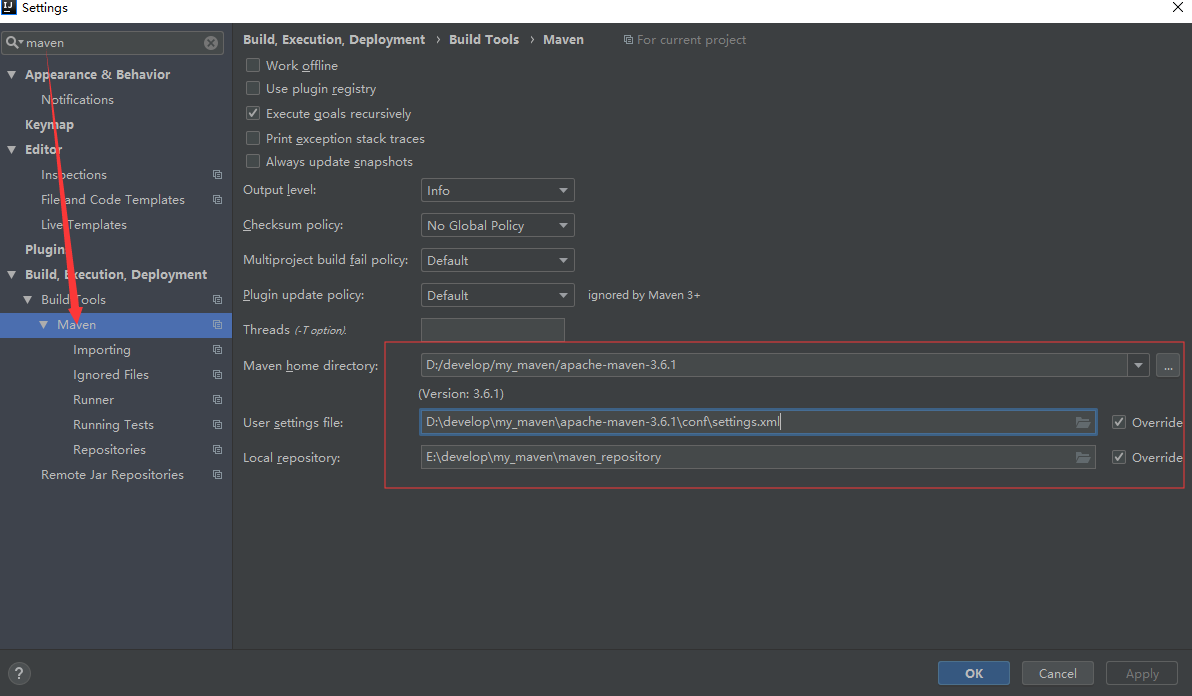 IJ Settings
maven
Appearance & Behavior
Notifications
Keymap
Editor
Inspections
File and Code Templates
Live Templates
Plugins
Build, Execution, Deployment
Build Tools
Maven
Importing
Ignored Files
Runner
Running Tests
Repositories
Remote Jar Repositories
?
Build, Execution, Deployment › Build Tools › Maven For current project
Work offline
Use plugin registry
Execute goals recursively
Print exception stack traces
Always update snapshots
Output level: Info
Checksum policy: No Global Policy
Multiproject build fail policy: Default
Plugin update policy: Default ignored by Maven 3+
Threads (-T option).
Maven home directory: D:/develop/my_maven/apache-maven-3.6.1 ...
(Version: 3.6.1)
User settings file: D:\develop\my_maven\apache-maven-3.6.1\conf\settings.xml Override
Local repository: E:\develop\my_maven\maven_repository Override
OK Cancel Apply